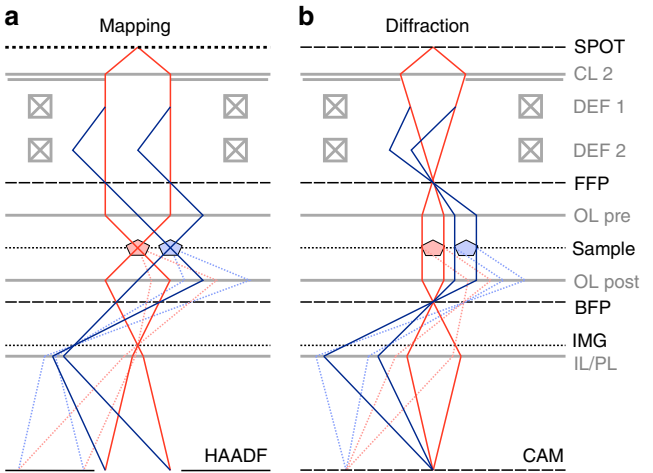 a
Mapping
b
Diffraction
SPOT
CL 2
DEF 1
DEF 2
FFP
OL pre
Sample
OL post
BFP
IMG
IL/PL
HAADF
CAM